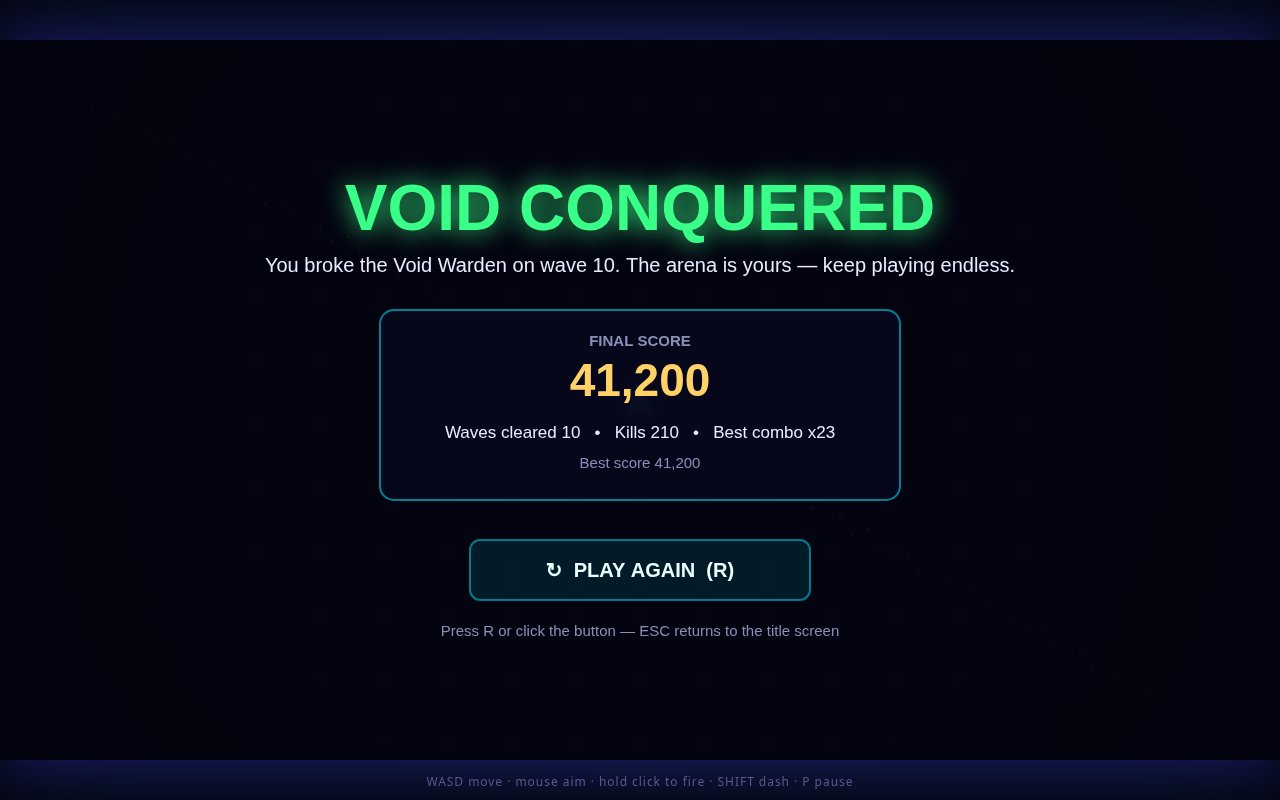 VOID CONQUERED
You broke the Void Warden on wave 10. The arena is yours — keep playing endless.
FINAL SCORE
41,200
Waves cleared 10 • Kills 210 • Best combo x23
Best score 41,200
↻ PLAY AGAIN (R)
Press R or click the button — ESC returns to the title screen
WASD move · mouse aim · hold click to fire · SHIFT dash · P pause